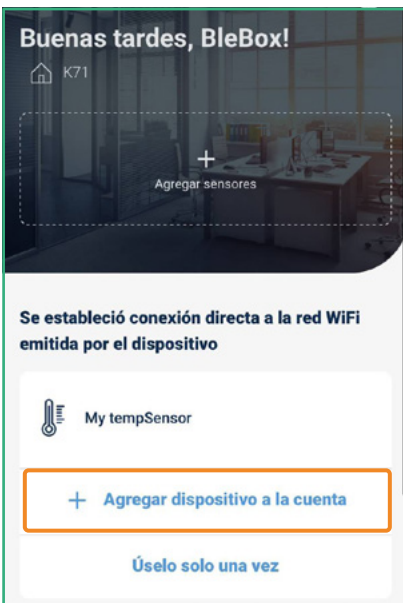 Buenas tardes, BleBox!
K71
+
Agregar sensores
Se estableció conexión directa a la red WiFi
emitida por el dispositivo
My tempSensor
+ Agregar dispositivo a la cuenta
Úselo solo una vez